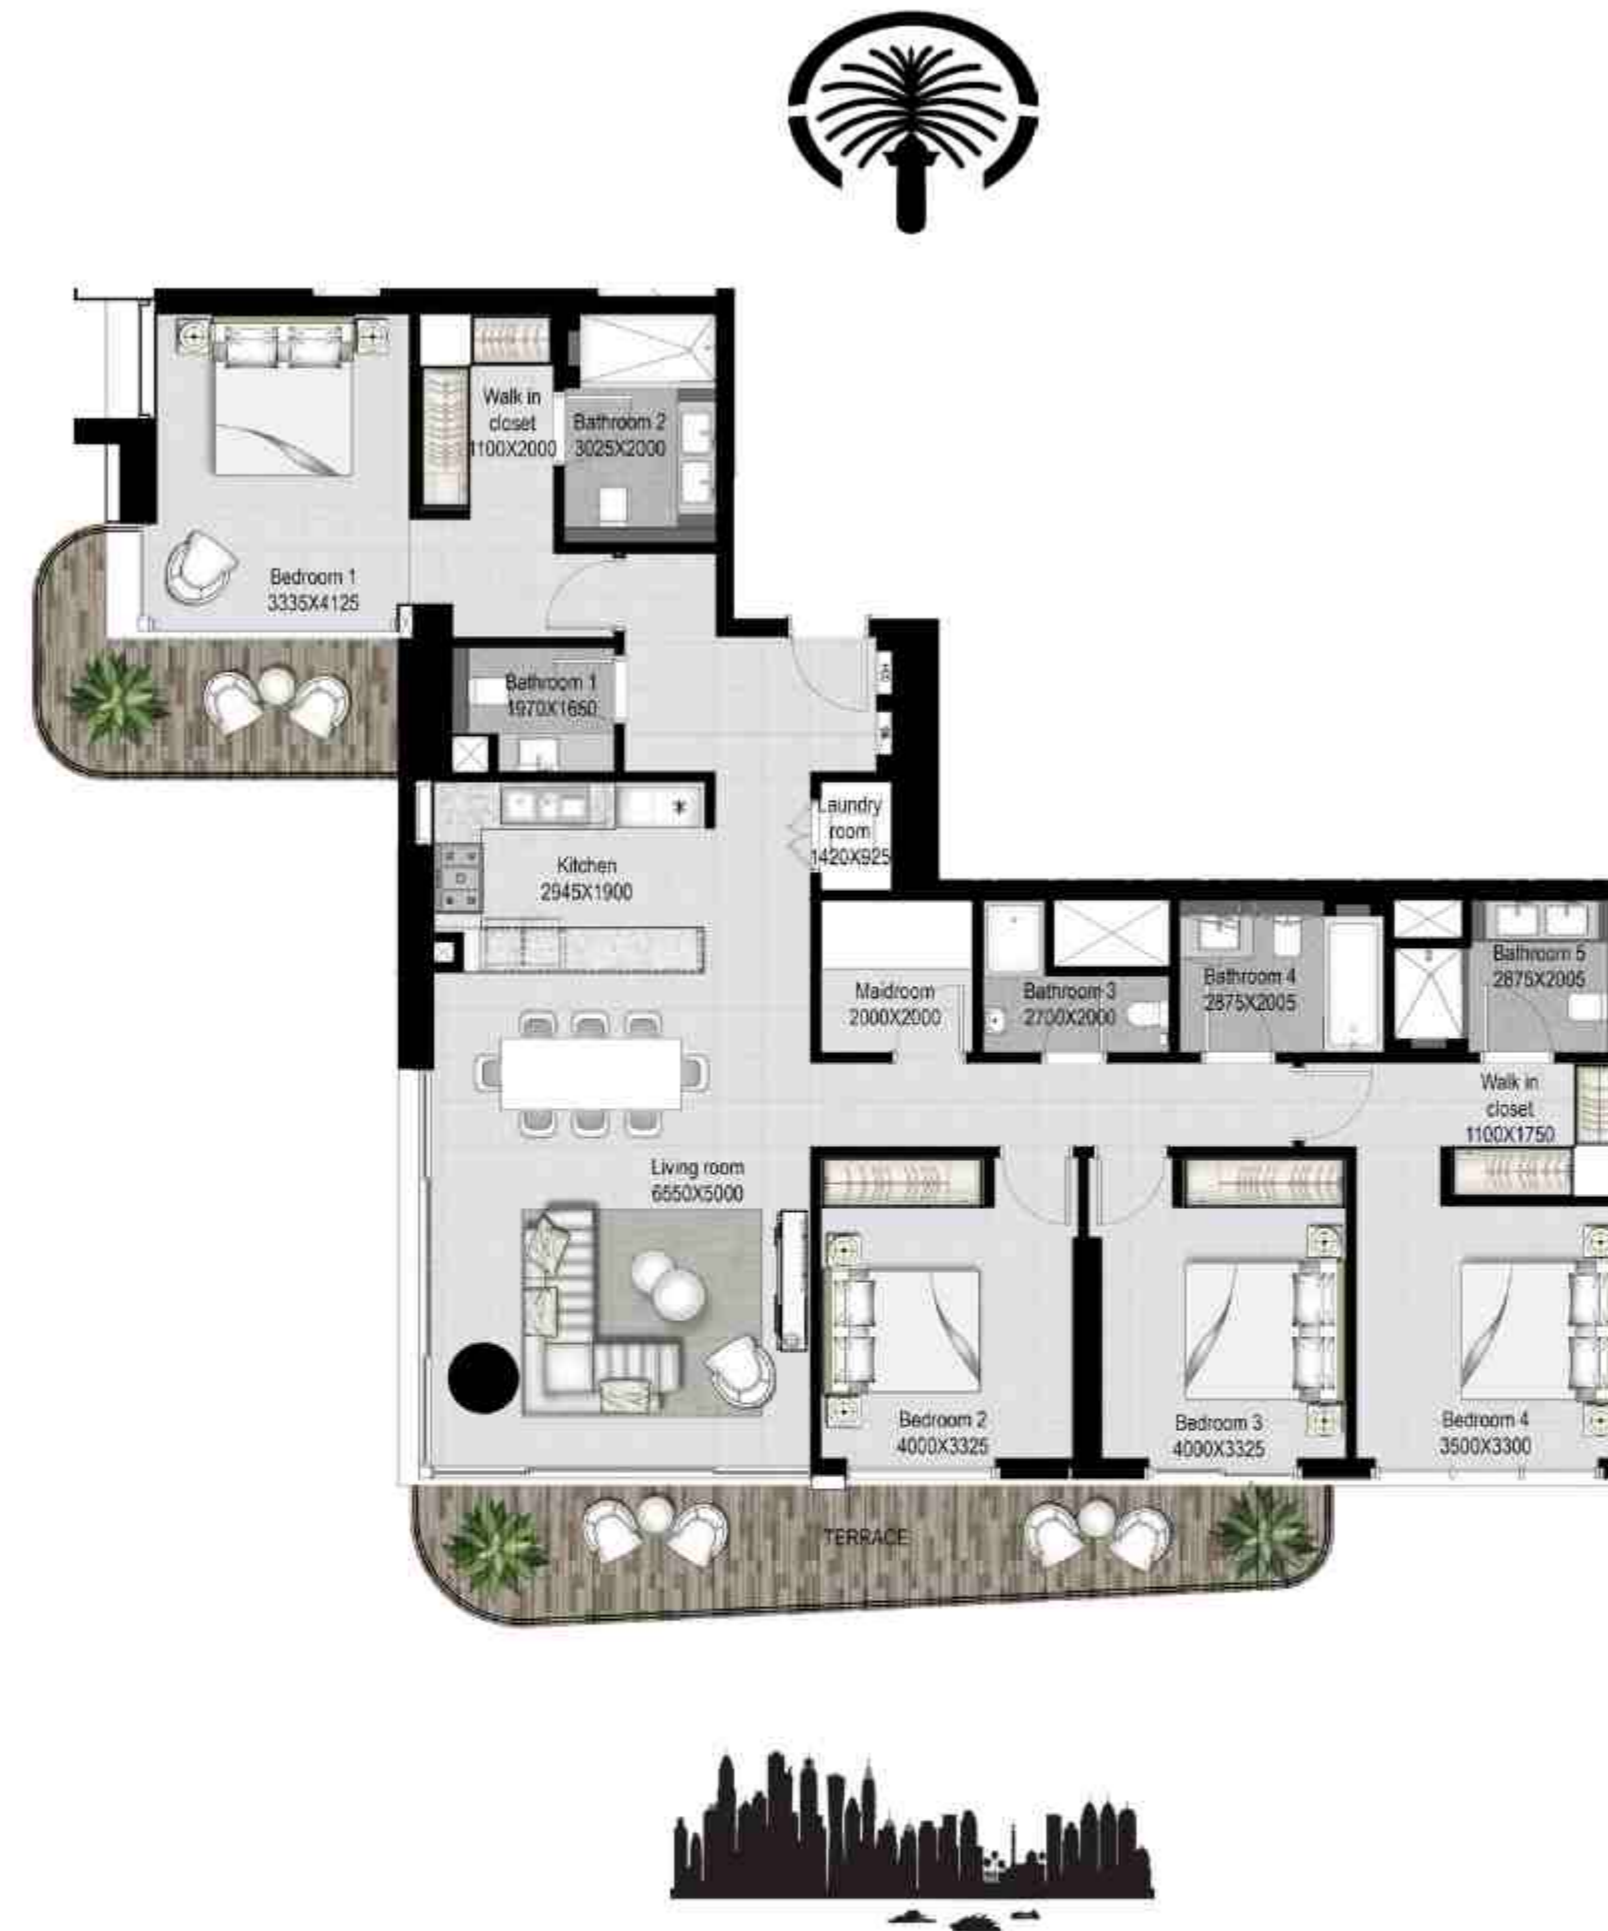 Walk in
closet
1100X2000
Bathroom 2
3025X2000
Bedroom 1
3335X4125
Bathroom 1
1970X1650
Laundry
room
1420X925
Kitchen
2945X1900
Maidroom
2000X2000
Bathroom 3
2700X2000
Bathroom 4
2875X2005
Bathroom 5
2875X2005
Walk in
closet
1100X1750
Living room
6550X5000
Bedroom 2
4000X3325
Bedroom 3
4000X3325
Bedroom 4
3500X3300
TERRACE